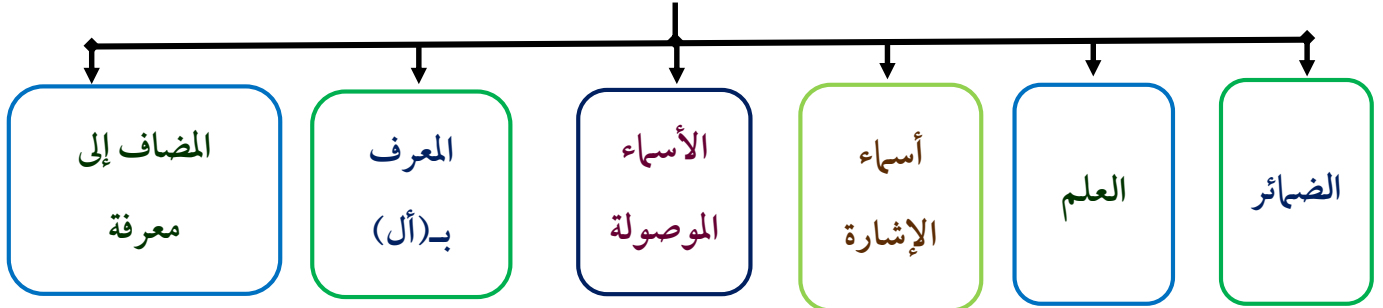 الضمائر
العلم
أسماء
الإشارة
الأسماء
الموصولة
المعرف
بـ(أل)
المضاف إلى
معرفة